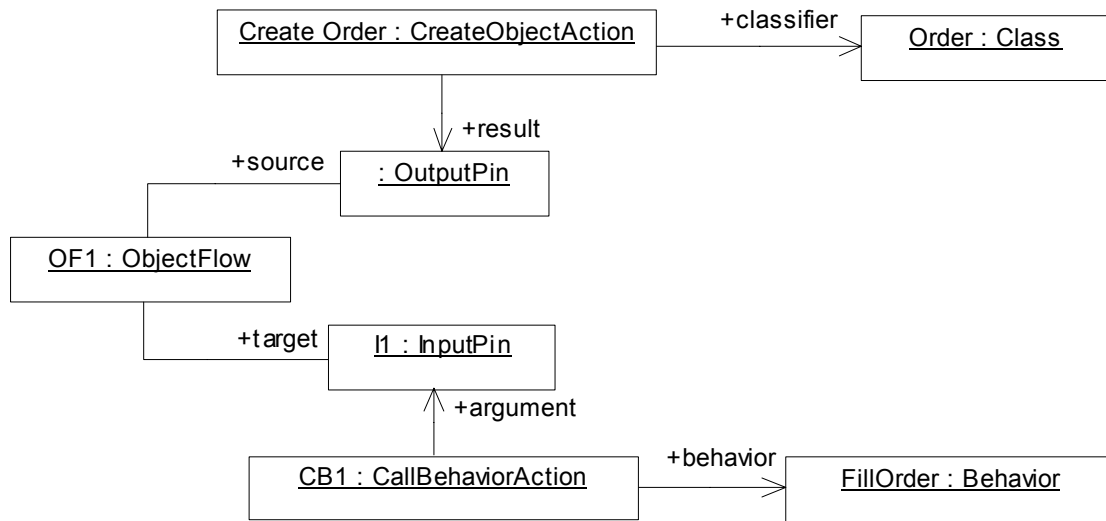 Create Order : CreateObjectAction
+classifier
Order : Class
+result
+source
: OutputPin
OF1 : ObjectFlow
+target
I1 : InputPin
+argument
CB1 : CallBehaviorAction
+behavior
FillOrder : Behavior